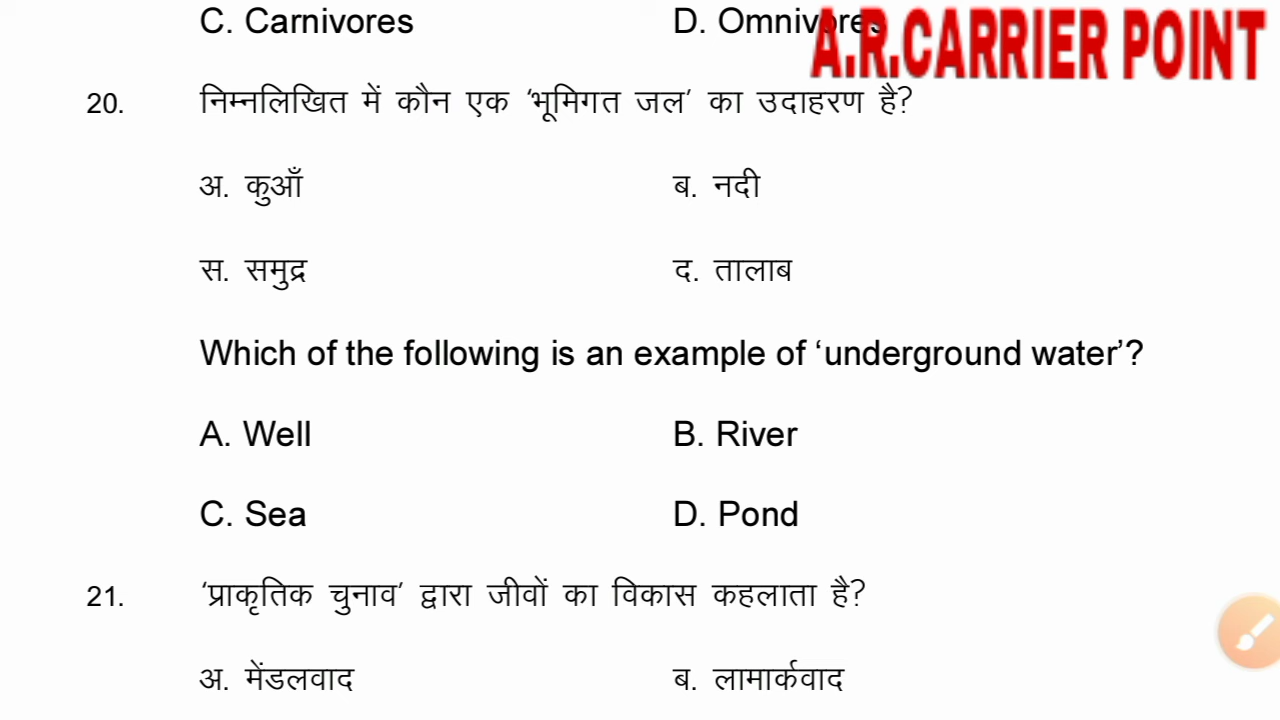 C. Carnivores D. Omnivores
A.R.CARRIER POINT
20. निम्नलिखित में कौन एक ‘भूमिगत जल’ का उदाहरण है?
अ. कुआँ ब. नदी
स. समुद्र द. तालाब
Which of the following is an example of ‘underground water’?
A. Well B. River
C. Sea D. Pond
21. ‘प्राकृतिक चुनाव’ द्वारा जीवों का विकास कहलाता है?
अ. मेंडलवाद ब. लामार्कवाद